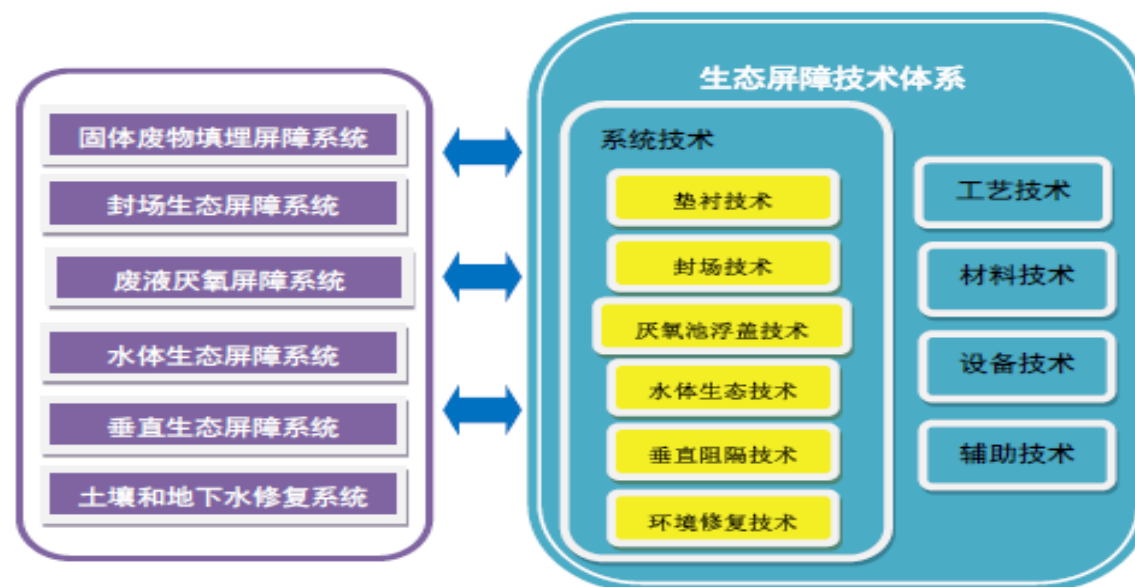 固体废物填埋屏障系统
封场生态屏障系统
废液厌氧屏障系统
水体生态屏障系统
垂直生态屏障系统
土壤和地下水修复系统
生态屏障技术体系
系统技术
垫衬技术
封场技术
厌氧池浮盖技术
水体生态技术
垂直阻隔技术
环境修复技术
工艺技术
材料技术
设备技术
辅助技术